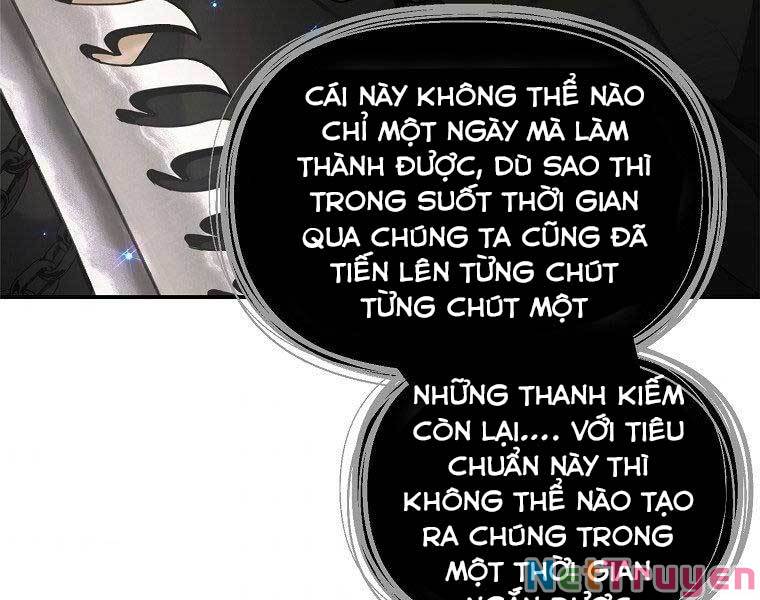 CÁI NÀY KHÔNG THỂ NÀO
CHỈ MỘT NGÀY MÀ LÀM
THÀNH ĐƯỢC, DÙ SAO THÌ
TRONG SUỐT THỜI GIAN
QUA CHÚNG TA CŨNG ĐÃ
TIẾN LÊN TỪNG CHÚT
TỪNG CHÚT MỘT
NHỮNG THANH KIẾM
CÒN LẠI.... VỚI TIÊU
CHUẨN NÀY THÌ
KHÔNG THỂ NÀO TẠO
RA CHÚNG TRONG
MỘT THỜI GIAN
NGẮN ĐƯỢC
NetTruyen